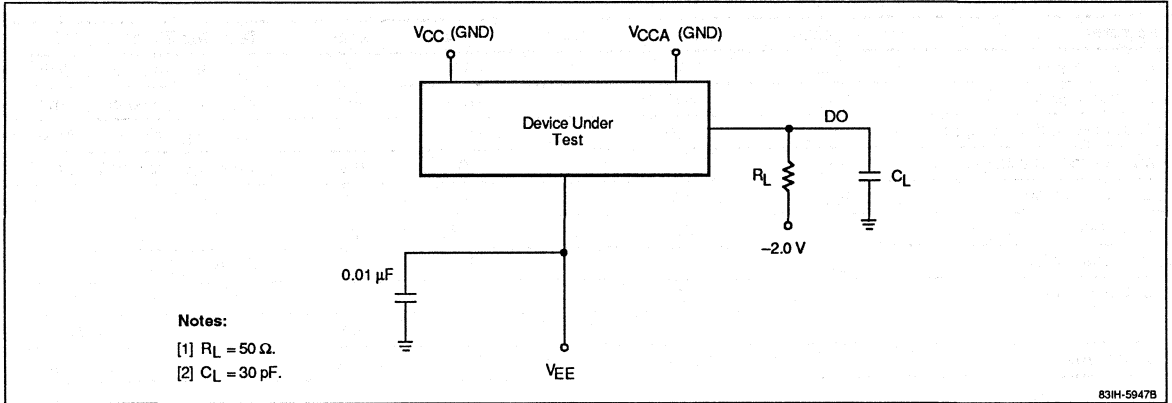 VCC (GND)
VCCA (GND)
Device Under
Test
DO
RL
CL
–2.0 V
0.01 µF
VEE
Notes:
[1] RL = 50 Ω.
[2] CL = 30 pF.
83IH-5947B